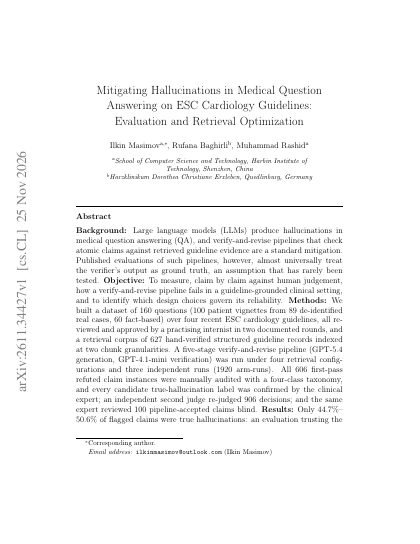 arXiv:2611.34427v1 [cs.CL] 25 Nov 2026
Mitigating Hallucinations in Medical Question
Answering on ESC Cardiology Guidelines:
Evaluation and Retrieval Optimization
Ilkin Masimov^a,∗, Rufana Baghirli^b, Muhammad Rashid^a
^a School of Computer Science and Technology, Harbin Institute of
Technology, Shenzhen, China
^b Harzklinikum Dorothea Christiane Erxleben, Quedlinburg, Germany
Abstract
Background: Large language models (LLMs) produce hallucinations in
medical question answering (QA), and verify-and-revise pipelines that check
atomic claims against retrieved guideline evidence are a standard mitigation.
Published evaluations of such pipelines, however, almost universally treat
the verifier's output as ground truth, an assumption that has rarely been
tested. Objective: To measure, claim by claim against human judgement,
how a verify-and-revise pipeline fails in a guideline-grounded clinical setting,
and to identify which design choices govern its reliability. Methods: We
built a dataset of 160 questions (100 patient vignettes from 89 de-identified
real cases, 60 fact-based) over four recent ESC cardiology guidelines, all re-
viewed and approved by a practising internist in two documented rounds, and
a retrieval corpus of 627 hand-verified structured guideline records indexed
at two chunk granularities. A five-stage verify-and-revise pipeline (GPT-5.4
generation, GPT-4.1-mini verification) was run under four retrieval config-
urations and three independent runs (1920 arm-runs). All 606 first-pass
refuted claim instances were manually audited with a four-class taxonomy,
and every candidate true-hallucination label was confirmed by the clinical
expert; an independent second judge re-judged 906 decisions; and the same
expert reviewed 100 pipeline-accepted claims blind. Results: Only 44.7%–
50.6% of flagged claims were true hallucinations: an evaluation trusting the
∗Corresponding author.
Email address: ilkinmasimov@outlook.com (Ilkin Masimov)